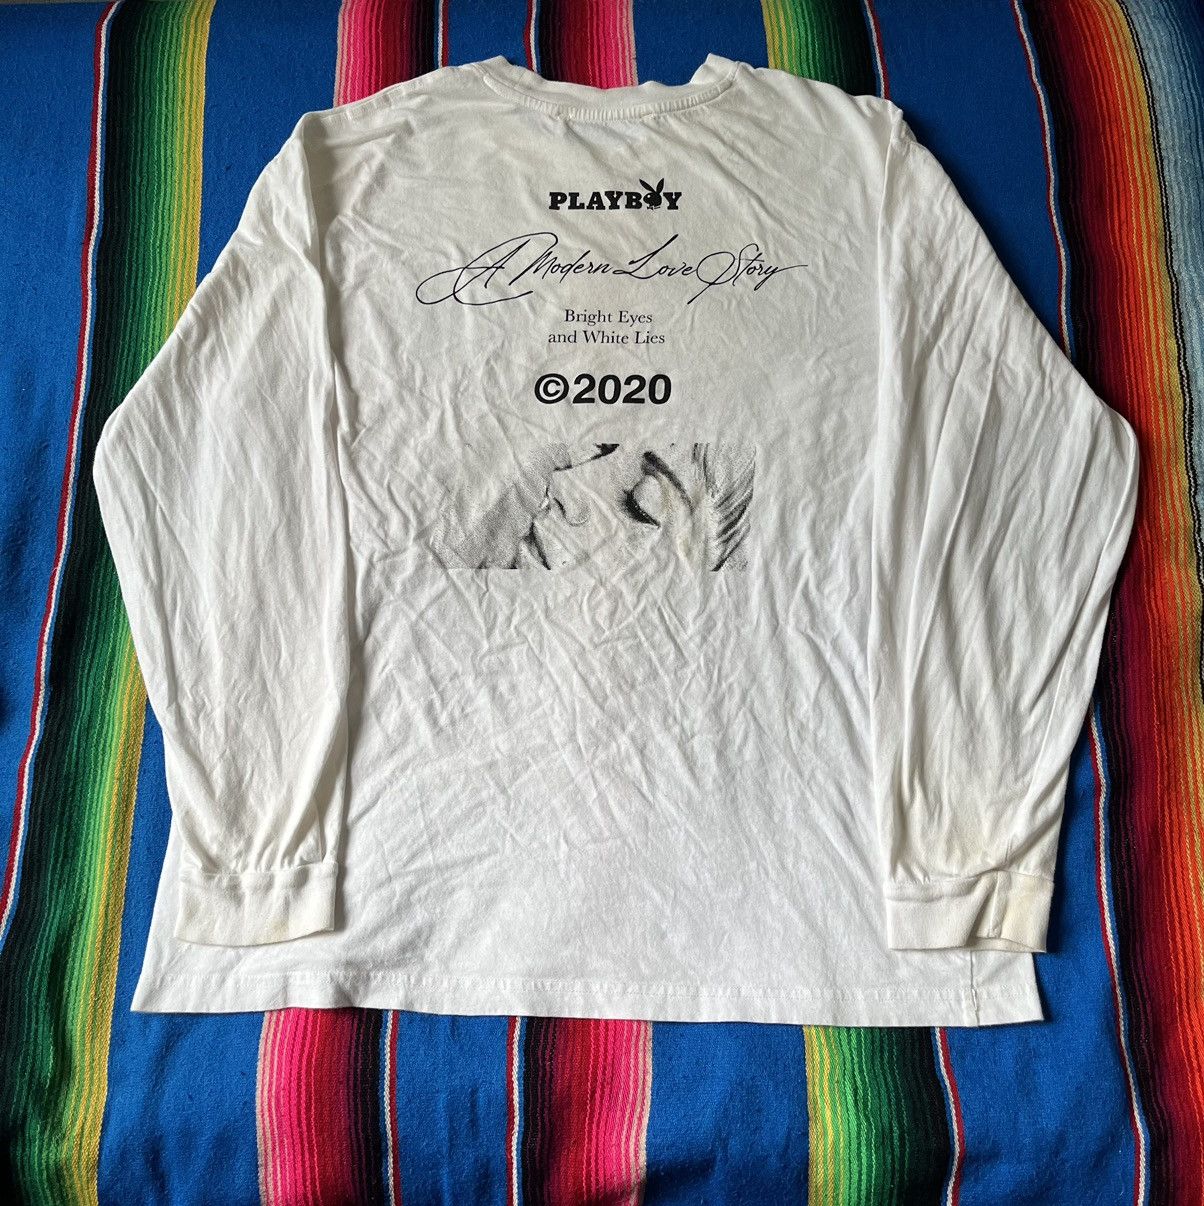 PLAYBOY
A Modern Love Story
Bright Eyes
and White Lies
©2020